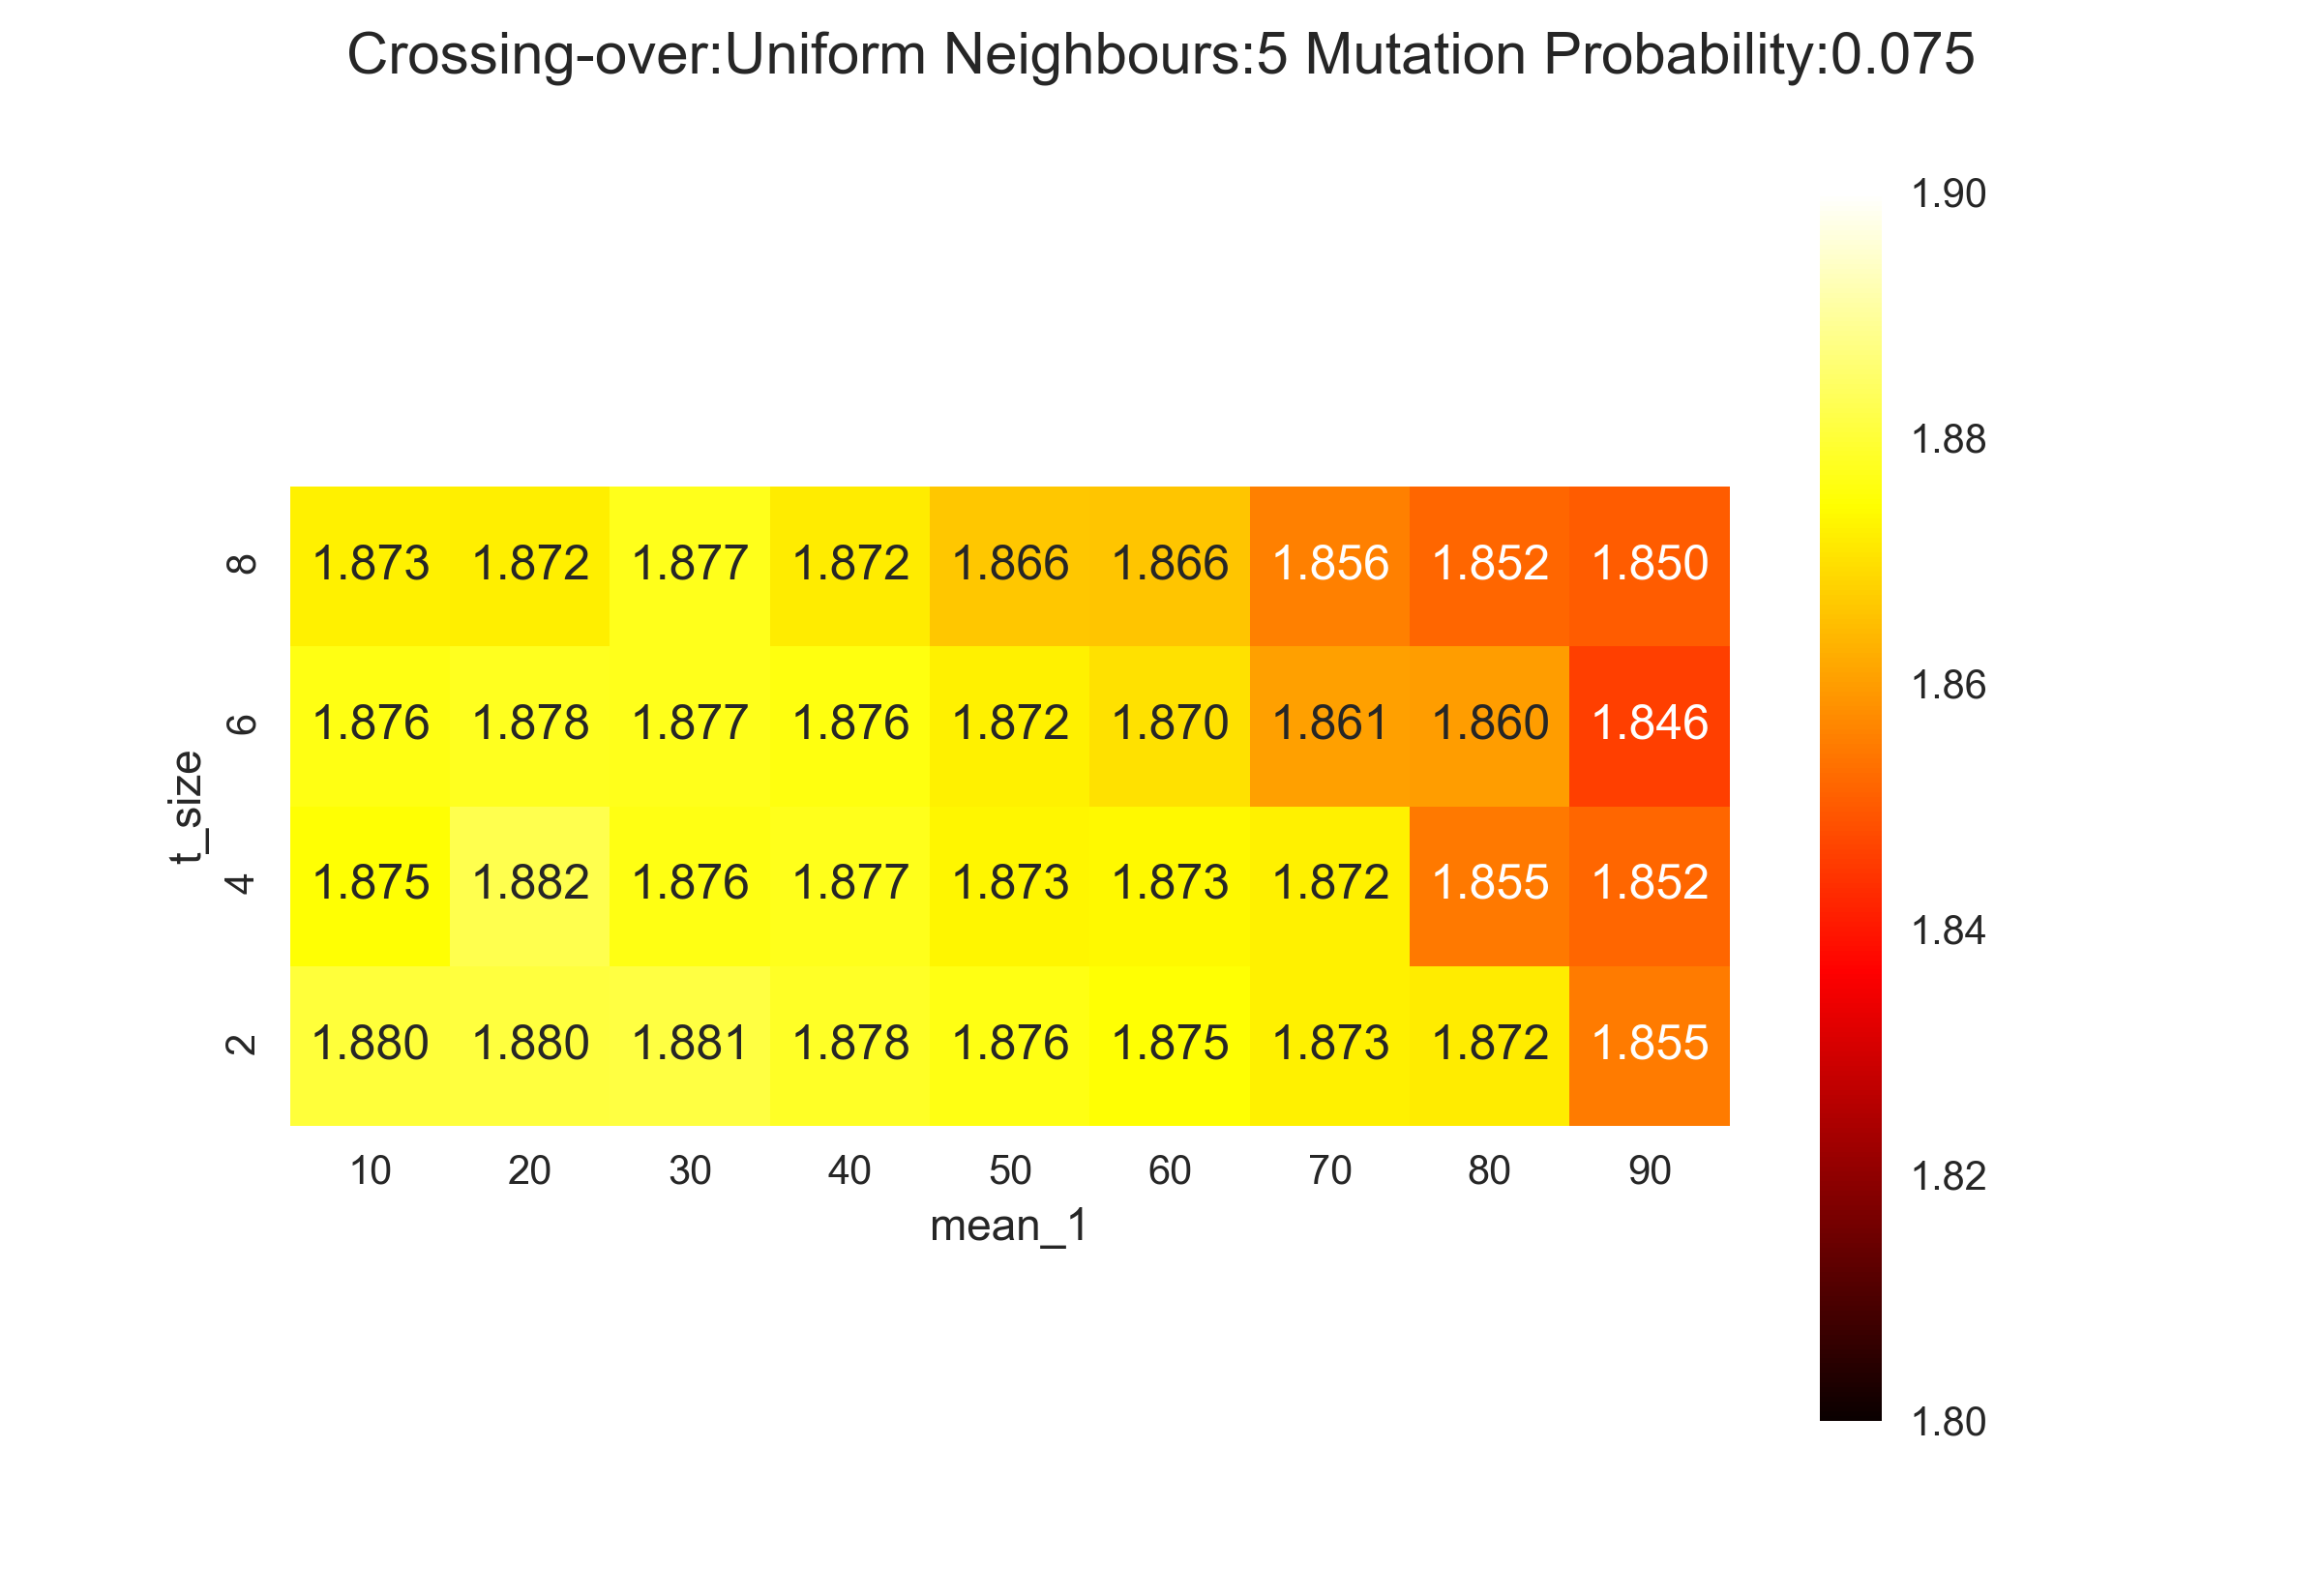 Crossing-over:Uniform Neighbours:5 Mutation Probability:0.075
t_size
8 1.873 1.872 1.877 1.872 1.866 1.866 1.856 1.852 1.850
6 1.876 1.878 1.877 1.876 1.872 1.870 1.861 1.860 1.846
4 1.875 1.882 1.876 1.877 1.873 1.873 1.872 1.855 1.852
2 1.880 1.880 1.881 1.878 1.876 1.875 1.873 1.872 1.855
10 20 30 40 50 60 70 80 90
mean_1
1.90
1.88
1.86
1.84
1.82
1.80